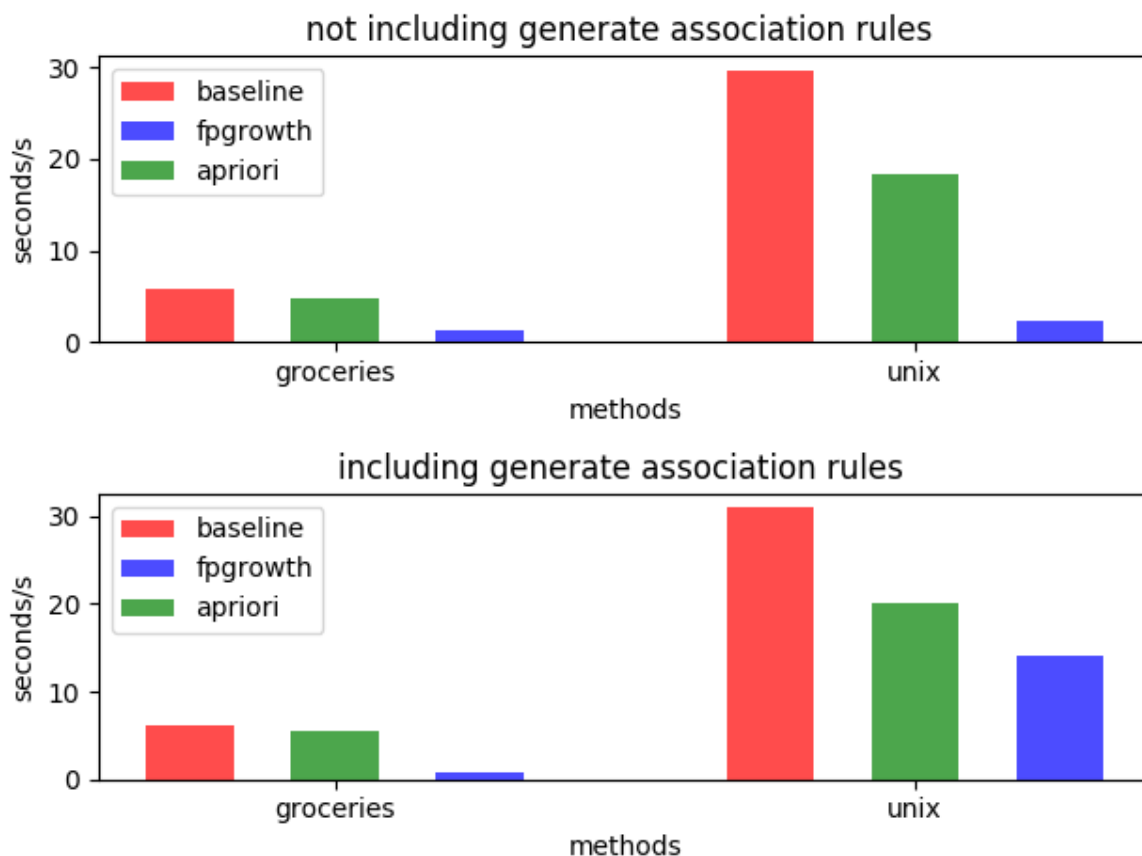 not including generate association rules
30
20
10
0
seconds/s
baseline
fpgrowth
apriori
groceries
unix
methods
including generate association rules
30
20
10
0
seconds/s
baseline
fpgrowth
apriori
groceries
unix
methods